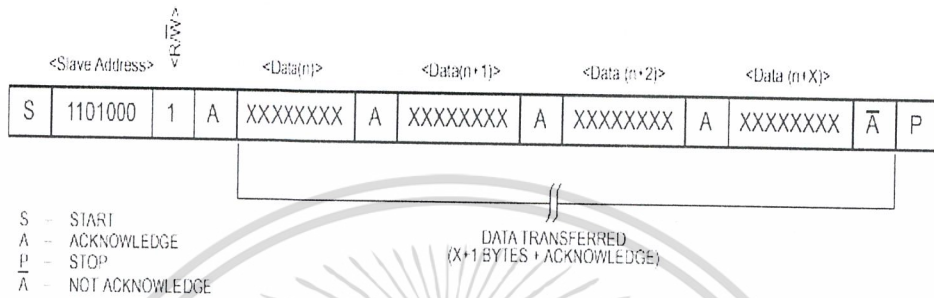 <R/W̅>
<Slave Address> <Data(n)> <Data(n+1)> <Data (n+2)> <Data (n+X)>
S 1101000 1 A XXXXXXXX A XXXXXXXX A XXXXXXXX A XXXXXXXX A̅ P
S – START
A – ACKNOWLEDGE
P – STOP
A̅ – NOT ACKNOWLEDGE
DATA TRANSFERRED
(X+1 BYTES + ACKNOWLEDGE)